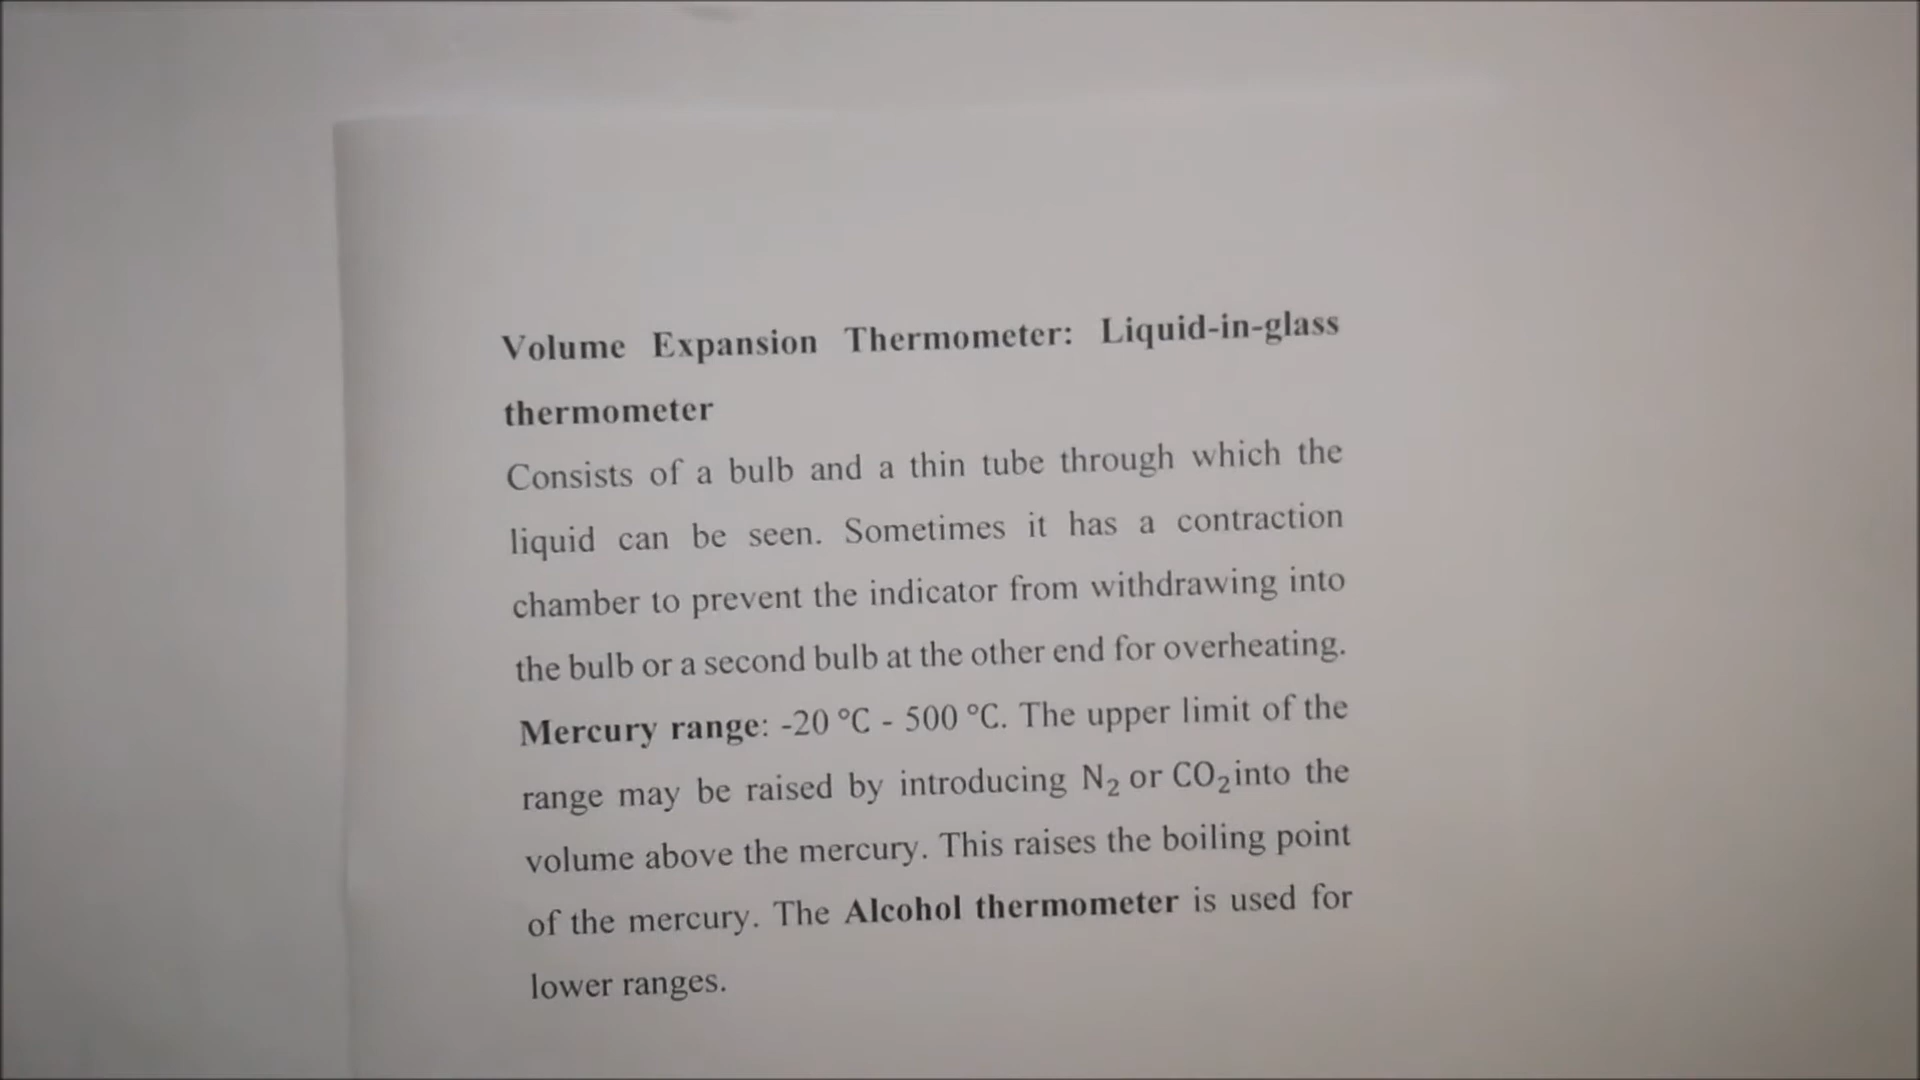 Volume Expansion Thermometer: Liquid-in-glass
thermometer
Consists of a bulb and a thin tube through which the
liquid can be seen. Sometimes it has a contraction
chamber to prevent the indicator from withdrawing into
the bulb or a second bulb at the other end for overheating.
Mercury range: -20 °C - 500 °C. The upper limit of the
range may be raised by introducing N₂ or CO₂into the
volume above the mercury. This raises the boiling point
of the mercury. The Alcohol thermometer is used for
lower ranges.